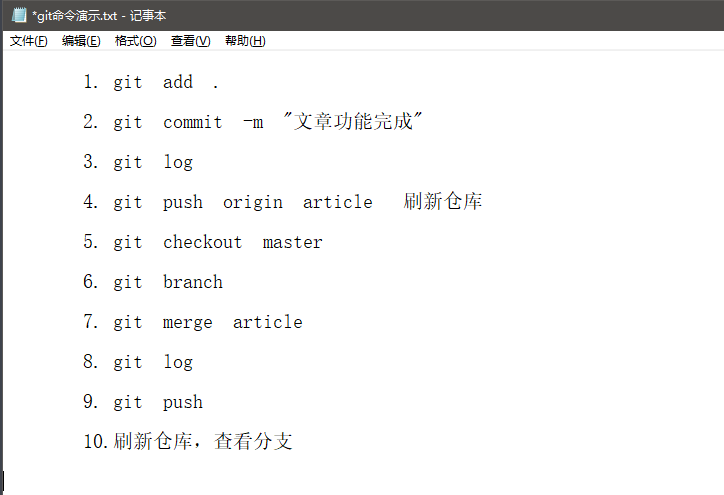 *git命令演示.txt - 记事本
文件(F) 编辑(E) 格式(O) 查看(V) 帮助(H)
1. git add .
2. git commit -m "文章功能完成"
3. git log
4. git push origin article 刷新仓库
5. git checkout master
6. git branch
7. git merge article
8. git log
9. git push
10.刷新仓库，查看分支